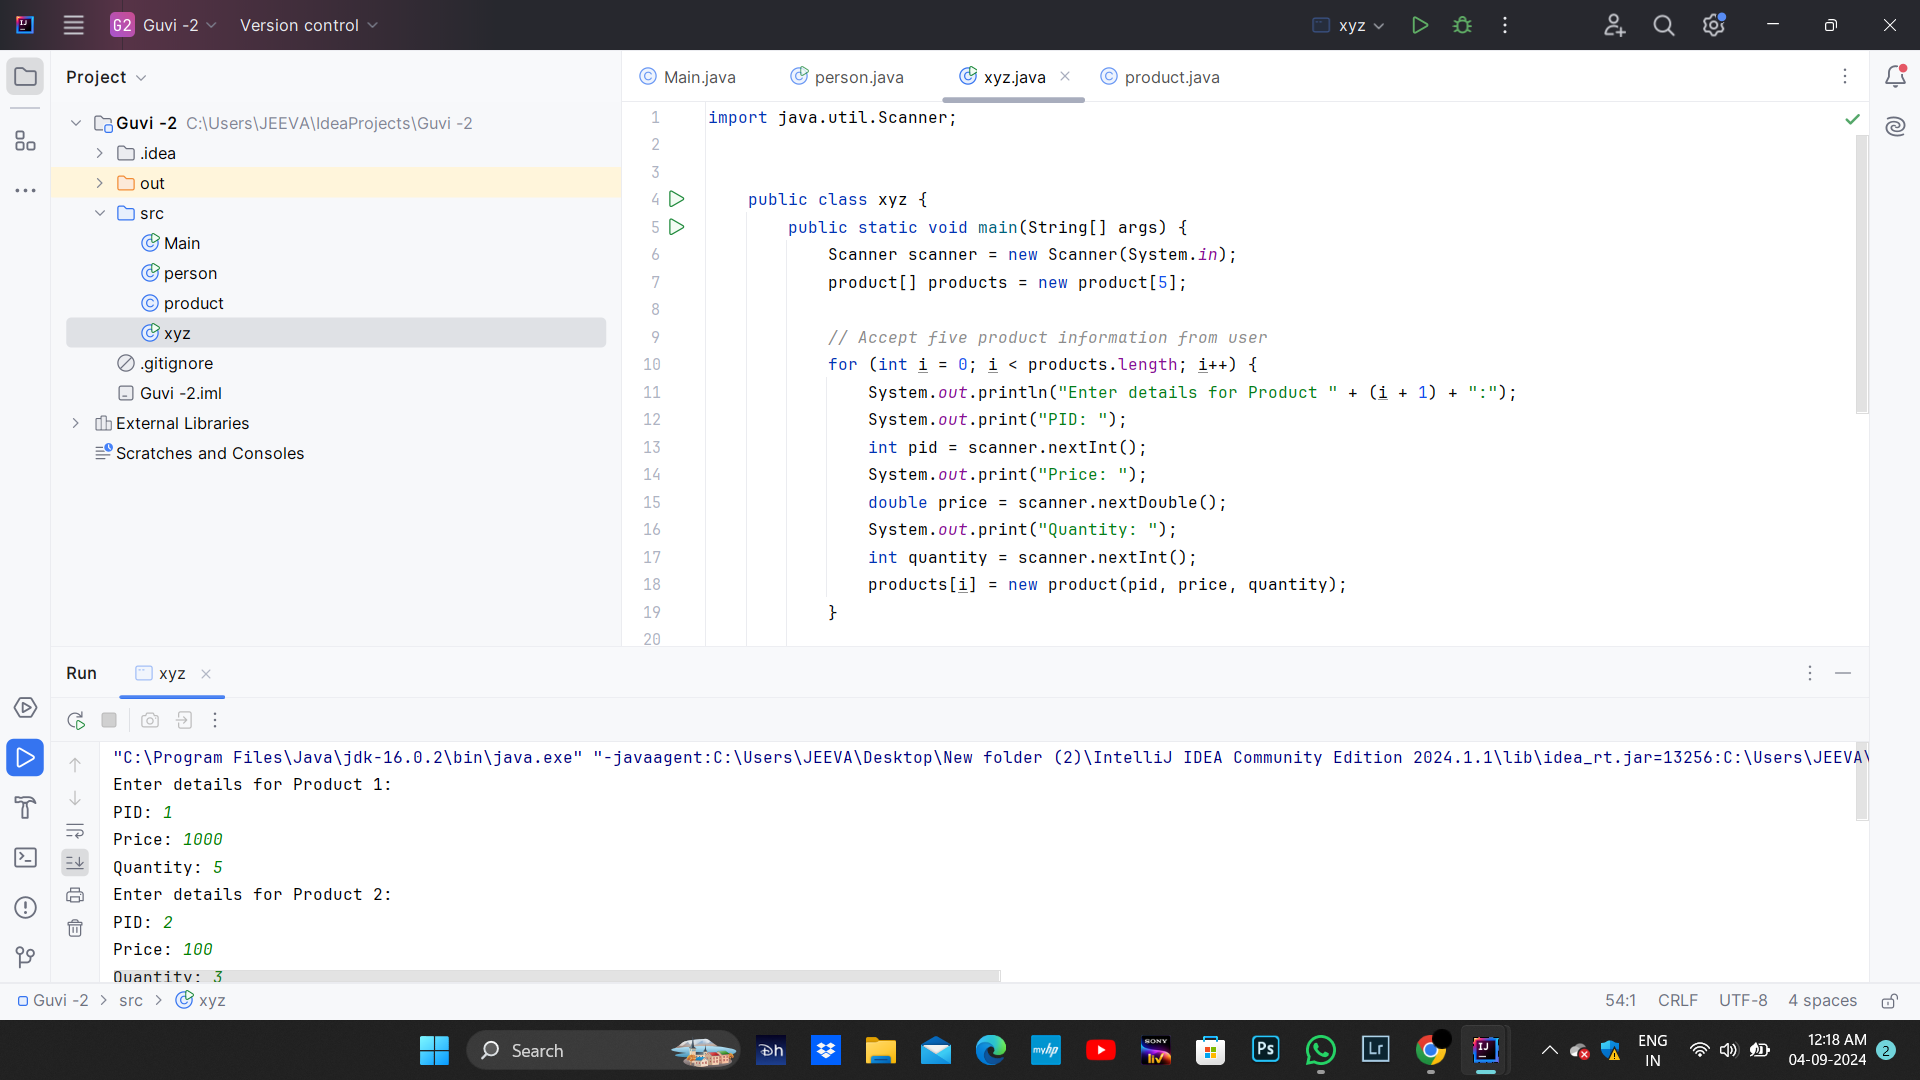 G2 Guvi -2 Version control xyz
Project
Main.java person.java xyz.java product.java
Guvi -2 C:\Users\JEEVA\IdeaProjects\Guvi -2
.idea
out
src
Main
person
product
xyz
.gitignore
Guvi -2.iml
External Libraries
Scratches and Consoles
1 import java.util.Scanner;
2
3
4 public class xyz {
5 public static void main(String[] args) {
6 Scanner scanner = new Scanner(System.in);
7 product[] products = new product[5];
8
9 // Accept five product information from user
10 for (int i = 0; i < products.length; i++) {
11 System.out.println("Enter details for Product " + (i + 1) + ":");
12 System.out.print("PID: ");
13 int pid = scanner.nextInt();
14 System.out.print("Price: ");
15 double price = scanner.nextDouble();
16 System.out.print("Quantity: ");
17 int quantity = scanner.nextInt();
18 products[i] = new product(pid, price, quantity);
19 }
20
Run xyz
"C:\Program Files\Java\jdk-16.0.2\bin\java.exe" "-javaagent:C:\Users\JEEVA\Desktop\New folder (2)\IntelliJ IDEA Community Edition 2024.1.1\lib\idea_rt.jar=13256:C:\Users\JEEVA\
Enter details for Product 1:
PID: 1
Price: 1000
Quantity: 5
Enter details for Product 2:
PID: 2
Price: 100
Quantity: 3
Guvi -2 > src > xyz 54:1 CRLF UTF-8 4 spaces
Search
myhp
SONY
liv
Ps
Lr
IJ
ENG
IN
12:18 AM
04-09-2024
2